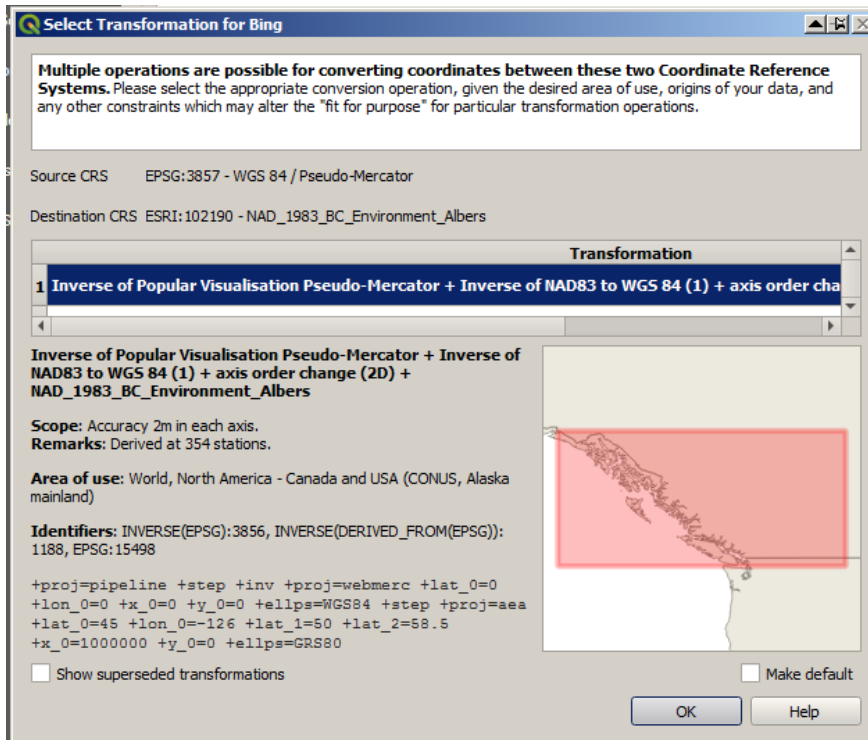 Select Transformation for Bing
Multiple operations are possible for converting coordinates between these two Coordinate Reference
Systems. Please select the appropriate conversion operation, given the desired area of use, origins of your data, and
any other constraints which may alter the "fit for purpose" for particular transformation operations.
Source CRS EPSG:3857 - WGS 84 / Pseudo-Mercator
Destination CRS ESRI:102190 - NAD_1983_BC_Environment_Albers
Transformation
1 Inverse of Popular Visualisation Pseudo-Mercator + Inverse of NAD83 to WGS 84 (1) + axis order cha
Inverse of Popular Visualisation Pseudo-Mercator + Inverse of
NAD83 to WGS 84 (1) + axis order change (2D) +
NAD_1983_BC_Environment_Albers
Scope: Accuracy 2m in each axis.
Remarks: Derived at 354 stations.
Area of use: World, North America - Canada and USA (CONUS, Alaska
mainland)
Identifiers: INVERSE(EPSG):3856, INVERSE(DERIVED_FROM(EPSG)):
1188, EPSG:15498
+proj=pipeline +step +inv +proj=webmerc +lat_0=0
+lon_0=0 +x_0=0 +y_0=0 +ellps=WGS84 +step +proj=aea
+lat_0=45 +lon_0=-126 +lat_1=50 +lat_2=58.5
+x_0=1000000 +y_0=0 +ellps=GRS80
Show superseded transformations
Make default
OK
Help